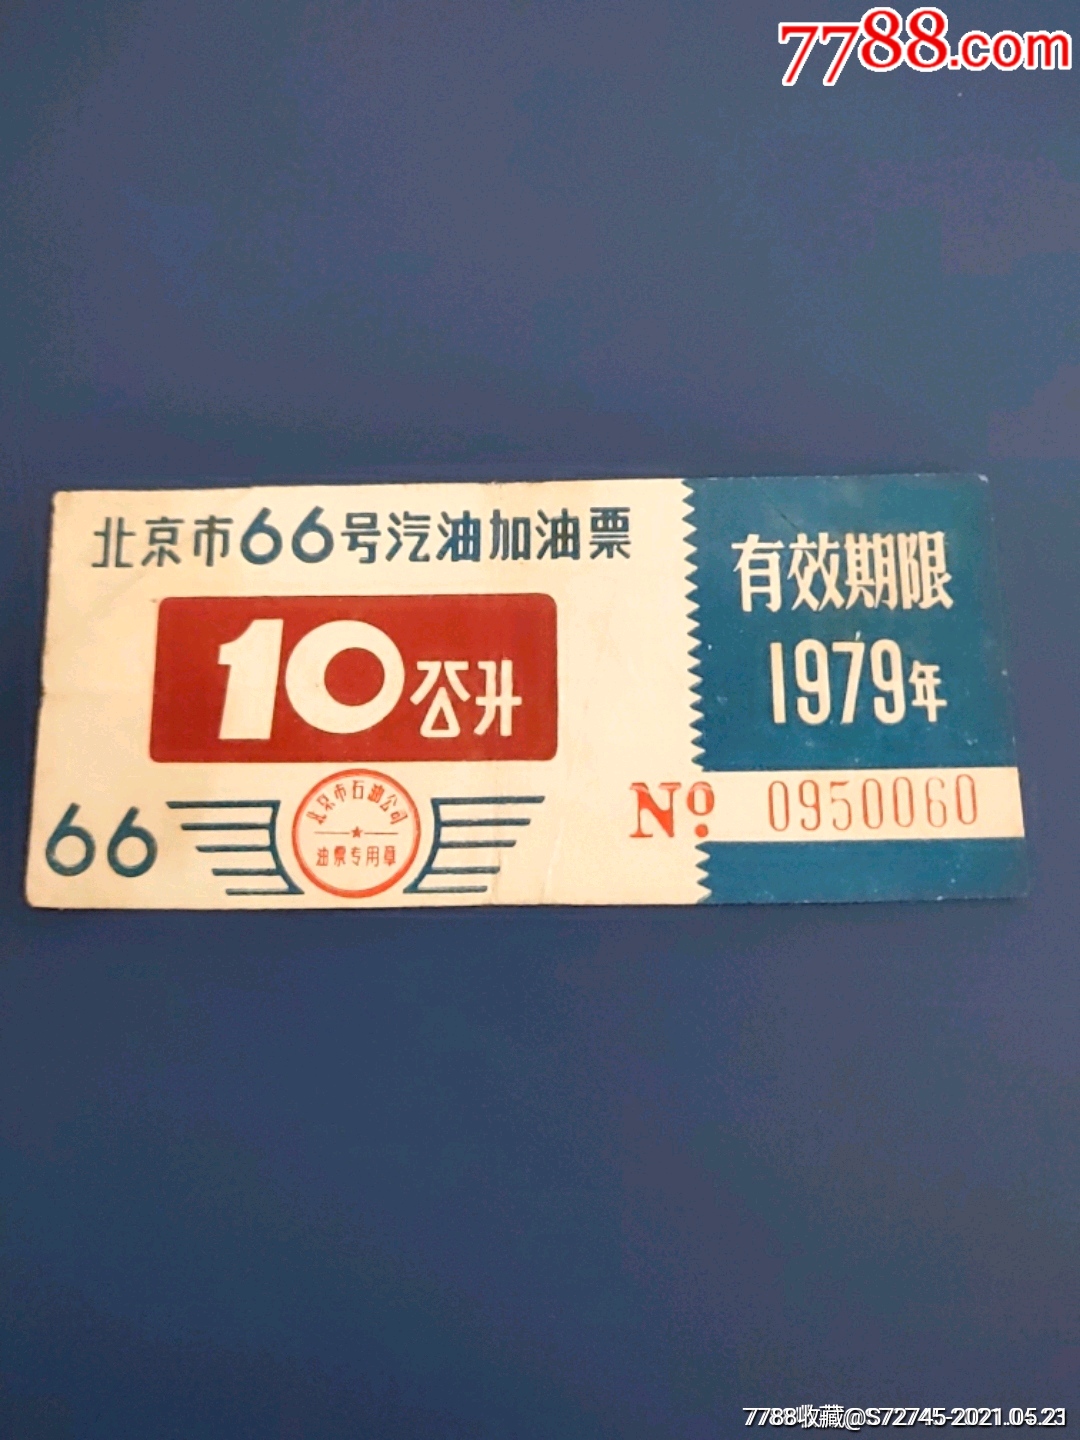 7788.com
北京市66号汽油加油票
10公升
66
北京市石油公司
油票专用章
有效期限
1979年
No. 0950060
7788收藏@S72745-2021.05.23